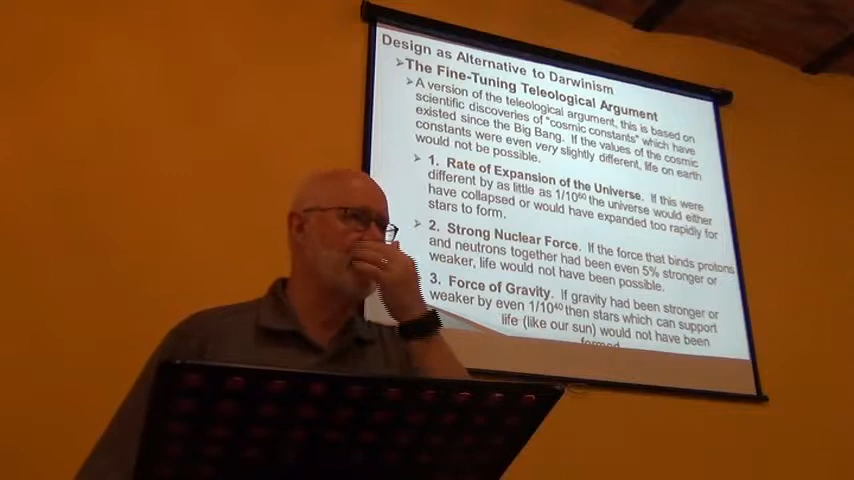 Design as Alternative to Darwinism
The Fine-Tuning Teleological Argument
A version of the teleological argument, this is based on
scientific discoveries of "cosmic constants" which have
existed since the Big Bang. If the values of the cosmic
constants were even very slightly different, life on earth
would not be possible.
1. Rate of Expansion of the Universe. If this were
different by as little as 1/10⁶⁰ the universe would either
have collapsed or would have expanded too rapidly for
stars to form.
2. Strong Nuclear Force. If the force that binds protons
and neutrons together had been even 5% stronger or
weaker, life would not have been possible.
3. Force of Gravity. If gravity had been stronger or
weaker by even 1/10⁴⁰ then stars which can support
life (like our sun) would not have been
formed